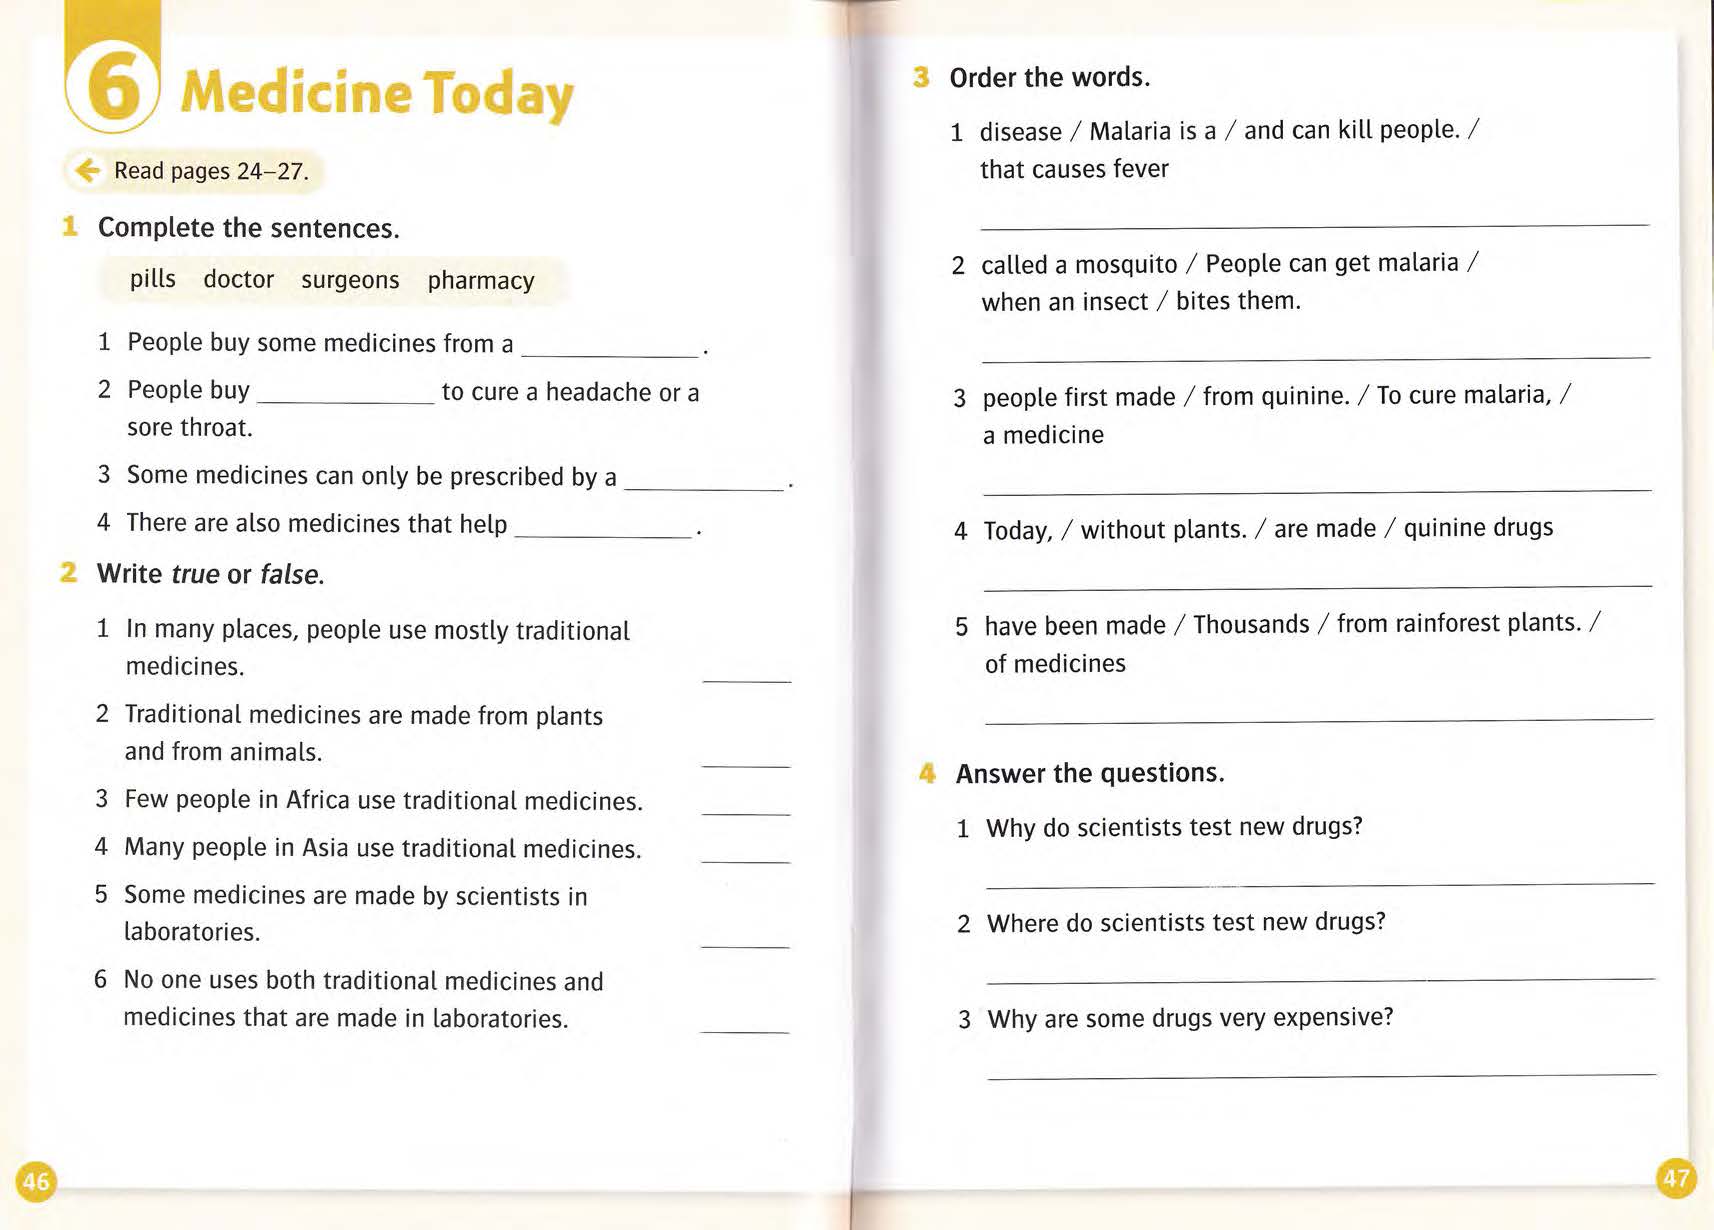 6 Medicine Today
Read pages 24–27.
1 Complete the sentences.
pills doctor surgeons pharmacy
1 People buy some medicines from a ____________.
2 People buy ____________ to cure a headache or a
sore throat.
3 Some medicines can only be prescribed by a ____________.
4 There are also medicines that help ____________.
2 Write true or false.
1 In many places, people use mostly traditional
medicines. ______
2 Traditional medicines are made from plants
and from animals. ______
3 Few people in Africa use traditional medicines. ______
4 Many people in Asia use traditional medicines. ______
5 Some medicines are made by scientists in
laboratories. ______
6 No one uses both traditional medicines and
medicines that are made in laboratories. ______
46
3 Order the words.
1 disease / Malaria is a / and can kill people. /
that causes fever
2 called a mosquito / People can get malaria /
when an insect / bites them.
3 people first made / from quinine. / To cure malaria, /
a medicine
4 Today, / without plants. / are made / quinine drugs
5 have been made / Thousands / from rainforest plants. /
of medicines
4 Answer the questions.
1 Why do scientists test new drugs?
2 Where do scientists test new drugs?
3 Why are some drugs very expensive?
47